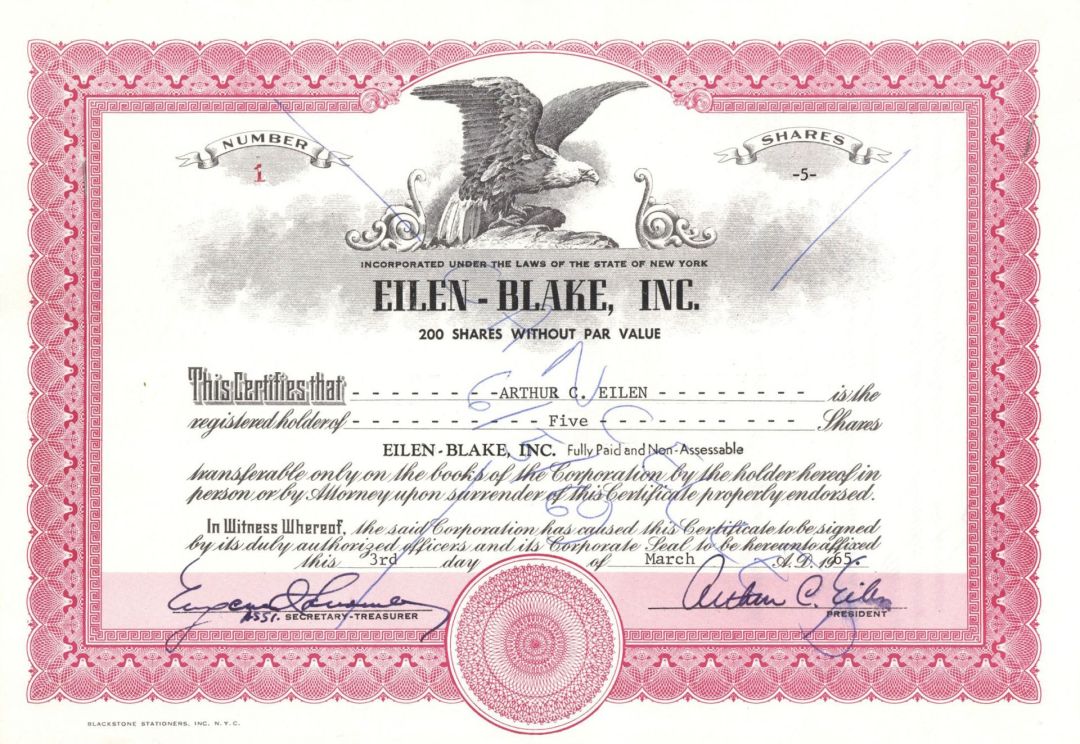 NUMBER
1
SHARES
-5-
INCORPORATED UNDER THE LAWS OF THE STATE OF NEW YORK
EILEN - BLAKE, INC.
200 SHARES WITHOUT PAR VALUE
This Certifies that - - - - - - - -ARTHUR C. EILEN - - - - - - - - is the
registered holder of - - - - - - - - - - Five - - - - - - - - - - Shares
EILEN - BLAKE, INC. Fully Paid and Non-Assessable
transferable only on the books of the Corporation by the holder hereof in
person or by Attorney upon surrender of this Certificate properly endorsed.
In Witness Whereof, the said Corporation has caused this Certificate to be signed
by its duly authorized officers and its Corporate Seal to be hereunto affixed
this 3rd day of March A.D. 1965.
CANCELLED
Eugene
ASST. SECRETARY-TREASURER
Arthur C. Eilen
PRESIDENT
BLACKSTONE STATIONERS, INC. N.Y.C.